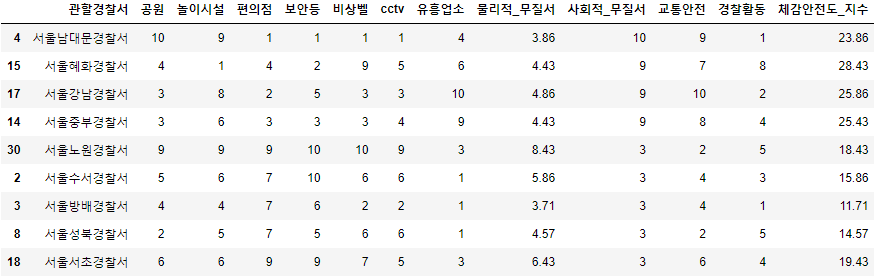 관할경찰서 공원 놀이시설 편의점 보안등 비상벨 cctv 유흥업소 물리적_무질서 사회적_무질서 교통안전 경찰활동 체감안전도_지수
4 서울남대문경찰서 10 9 1 1 1 1 4 3.86 10 9 1 23.86
15 서울혜화경찰서 4 1 4 2 9 5 6 4.43 9 7 8 28.43
17 서울강남경찰서 3 8 2 5 3 3 10 4.86 9 10 2 25.86
14 서울중부경찰서 3 6 3 3 3 4 9 4.43 9 8 4 25.43
30 서울노원경찰서 9 9 9 10 10 9 3 8.43 3 2 5 18.43
2 서울수서경찰서 5 6 7 10 6 6 1 5.86 3 4 3 15.86
3 서울방배경찰서 4 4 7 6 2 2 1 3.71 3 4 1 11.71
8 서울성북경찰서 2 5 7 5 6 6 1 4.57 3 2 5 14.57
18 서울서초경찰서 6 6 9 9 7 5 3 6.43 3 6 4 19.43